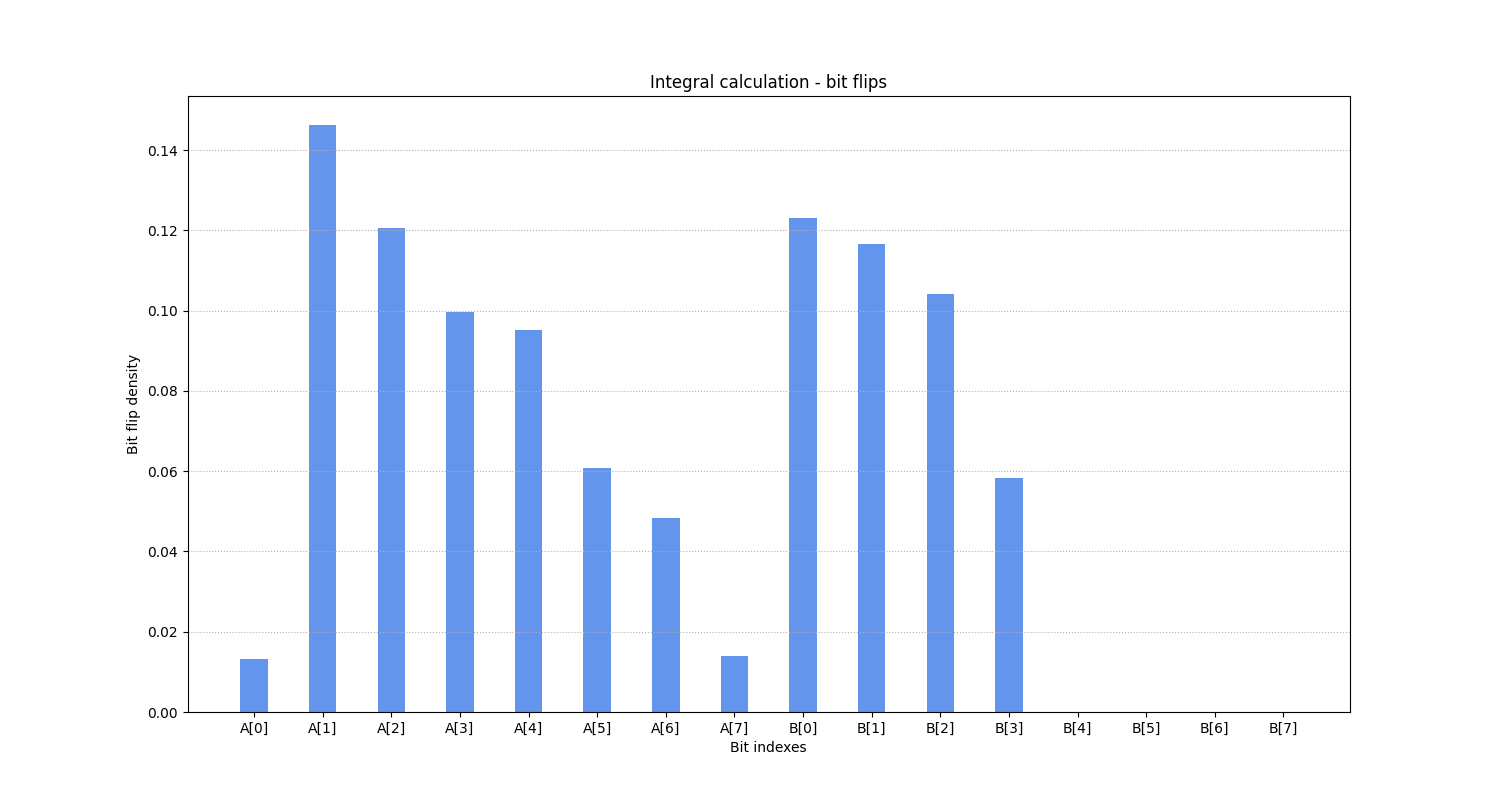 Integral calculation - bit flips
0.14
0.12
0.10
0.08
0.06
0.04
0.02
0.00
Bit flip density
A[0] A[1] A[2] A[3] A[4] A[5] A[6] A[7] B[0] B[1] B[2] B[3] B[4] B[5] B[6] B[7]
Bit indexes